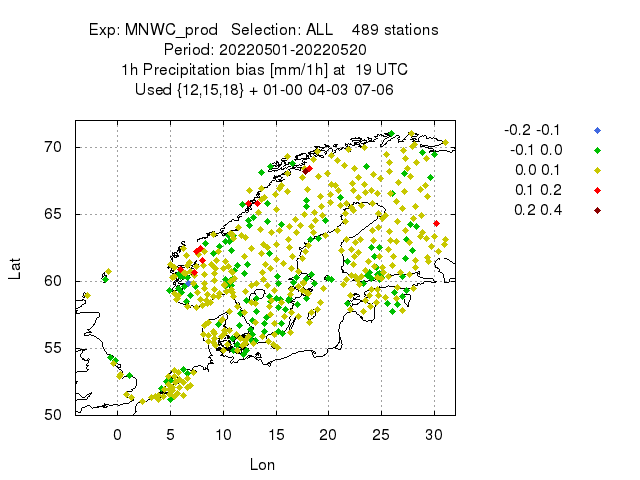 Exp: MNWC_prod   Selection: ALL    489 stations
Period: 20220501-20220520
1h Precipitation bias [mm/1h] at  19 UTC
Used {12,15,18} + 01-00 04-03 07-06
-0.2 -0.1
-0.1 0.0
0.0 0.1
0.1 0.2
0.2 0.4
70
65
60
55
50
Lat
0 5 10 15 20 25 30
Lon